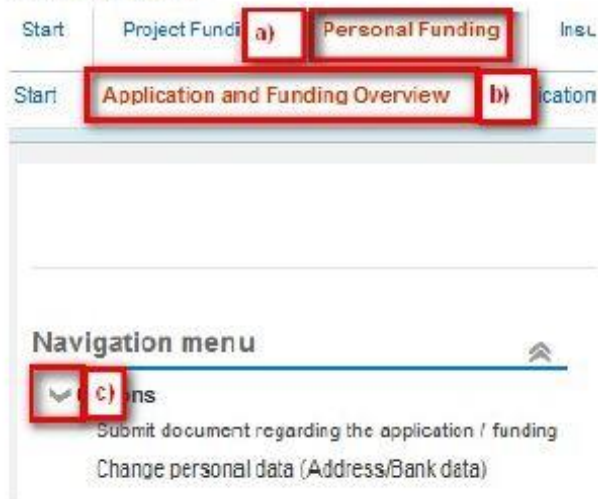 Start Project Fundi a) Personal Funding Insu
Start Application and Funding Overview b) ication
Navigation menu
c) ons
Submit document regarding the application / funding
Change personal data (Address/Bank data)